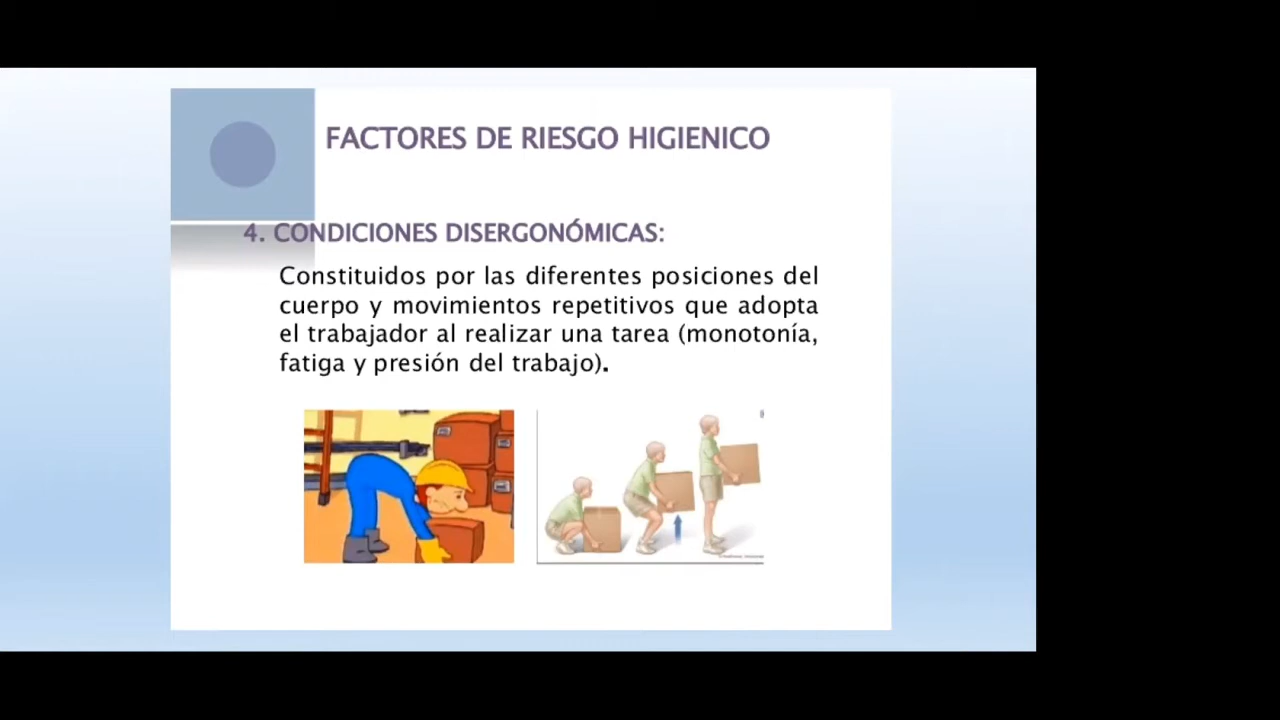 FACTORES DE RIESGO HIGIENICO
4. CONDICIONES DISERGONÓMICAS:
Constituidos por las diferentes posiciones del
cuerpo y movimientos repetitivos que adopta
el trabajador al realizar una tarea (monotonía,
fatiga y presión del trabajo).